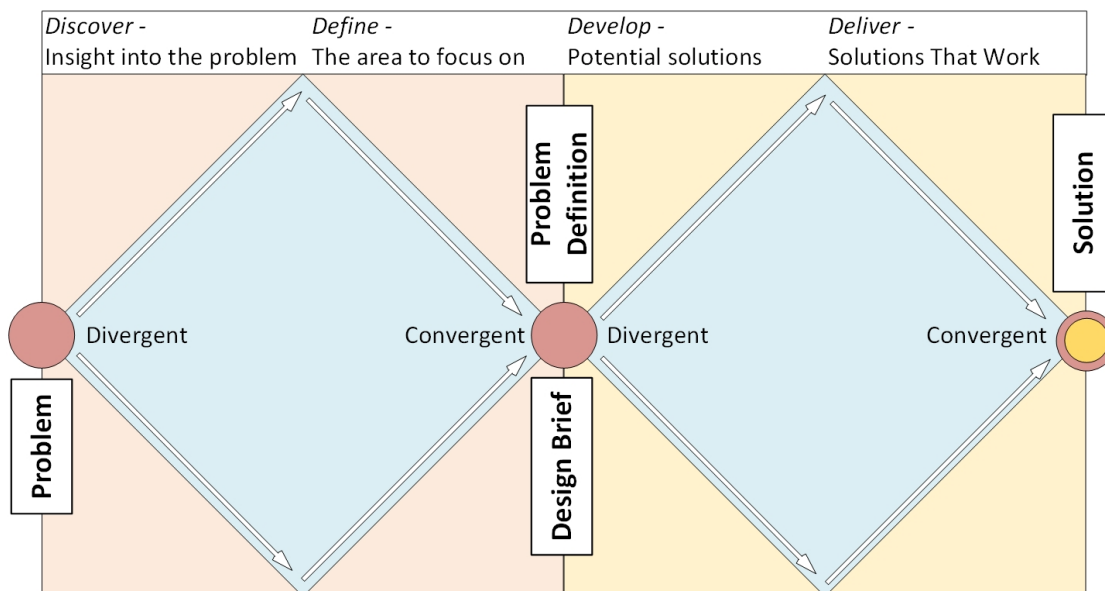 Discover -
Insight into the problem
Define -
The area to focus on
Develop -
Potential solutions
Deliver -
Solutions That Work
Problem
Definition
Solution
Divergent
Convergent
Divergent
Convergent
Problem
Design Brief